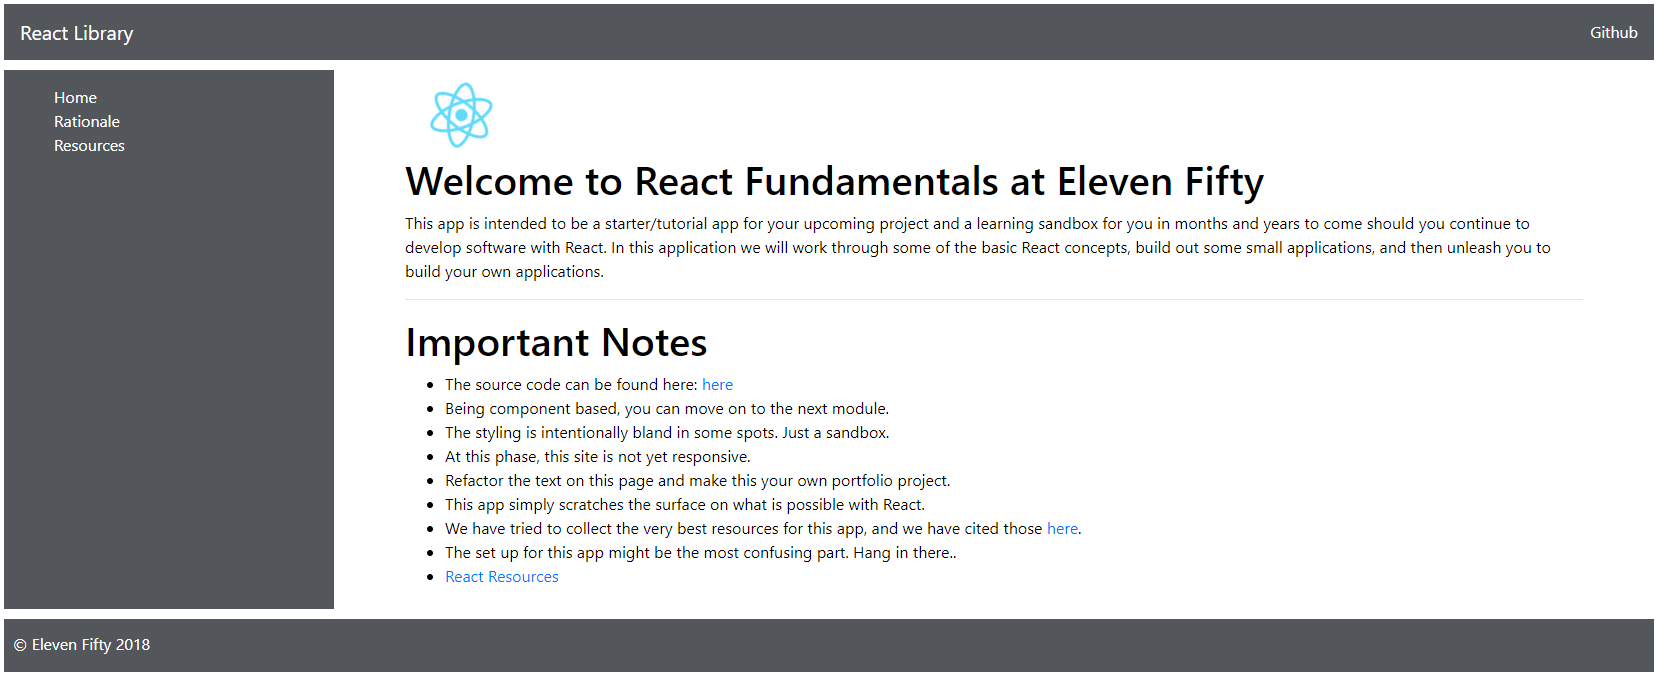 React Library
Github
Home
Rationale
Resources
Welcome to React Fundamentals at Eleven Fifty
This app is intended to be a starter/tutorial app for your upcoming project and a learning sandbox for you in months and years to come should you continue to
develop software with React. In this application we will work through some of the basic React concepts, build out some small applications, and then unleash you to
build your own applications.
Important Notes
• The source code can be found here: here
• Being component based, you can move on to the next module.
• The styling is intentionally bland in some spots. Just a sandbox.
• At this phase, this site is not yet responsive.
• Refactor the text on this page and make this your own portfolio project.
• This app simply scratches the surface on what is possible with React.
• We have tried to collect the very best resources for this app, and we have cited those here.
• The set up for this app might be the most confusing part. Hang in there..
• React Resources
© Eleven Fifty 2018